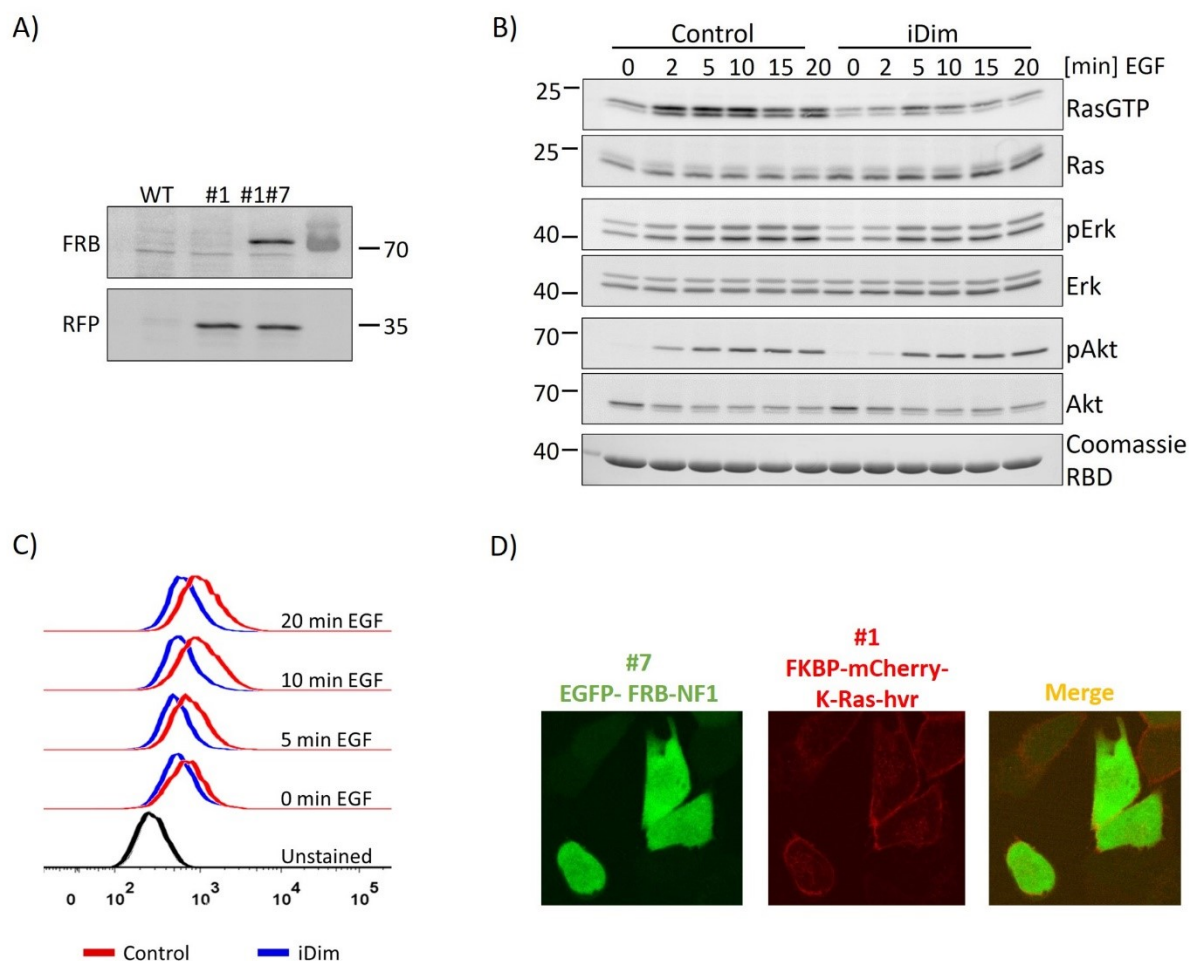 A)
WT #1 #1#7
FRB
70
RFP
35
B)
Control iDim
0 2 5 10 15 20 0 2 5 10 15 20 [min] EGF
25 RasGTP
25 Ras
40 pErk
40 Erk
70 pAkt
70 Akt
40 Coomassie
RBD
C)
20 min EGF
10 min EGF
5 min EGF
0 min EGF
Unstained
0 10² 10³ 10⁴ 10⁵
Control iDim
D)
#7
EGFP- FRB-NF1
#1
FKBP-mCherry-
K-Ras-hvr
Merge